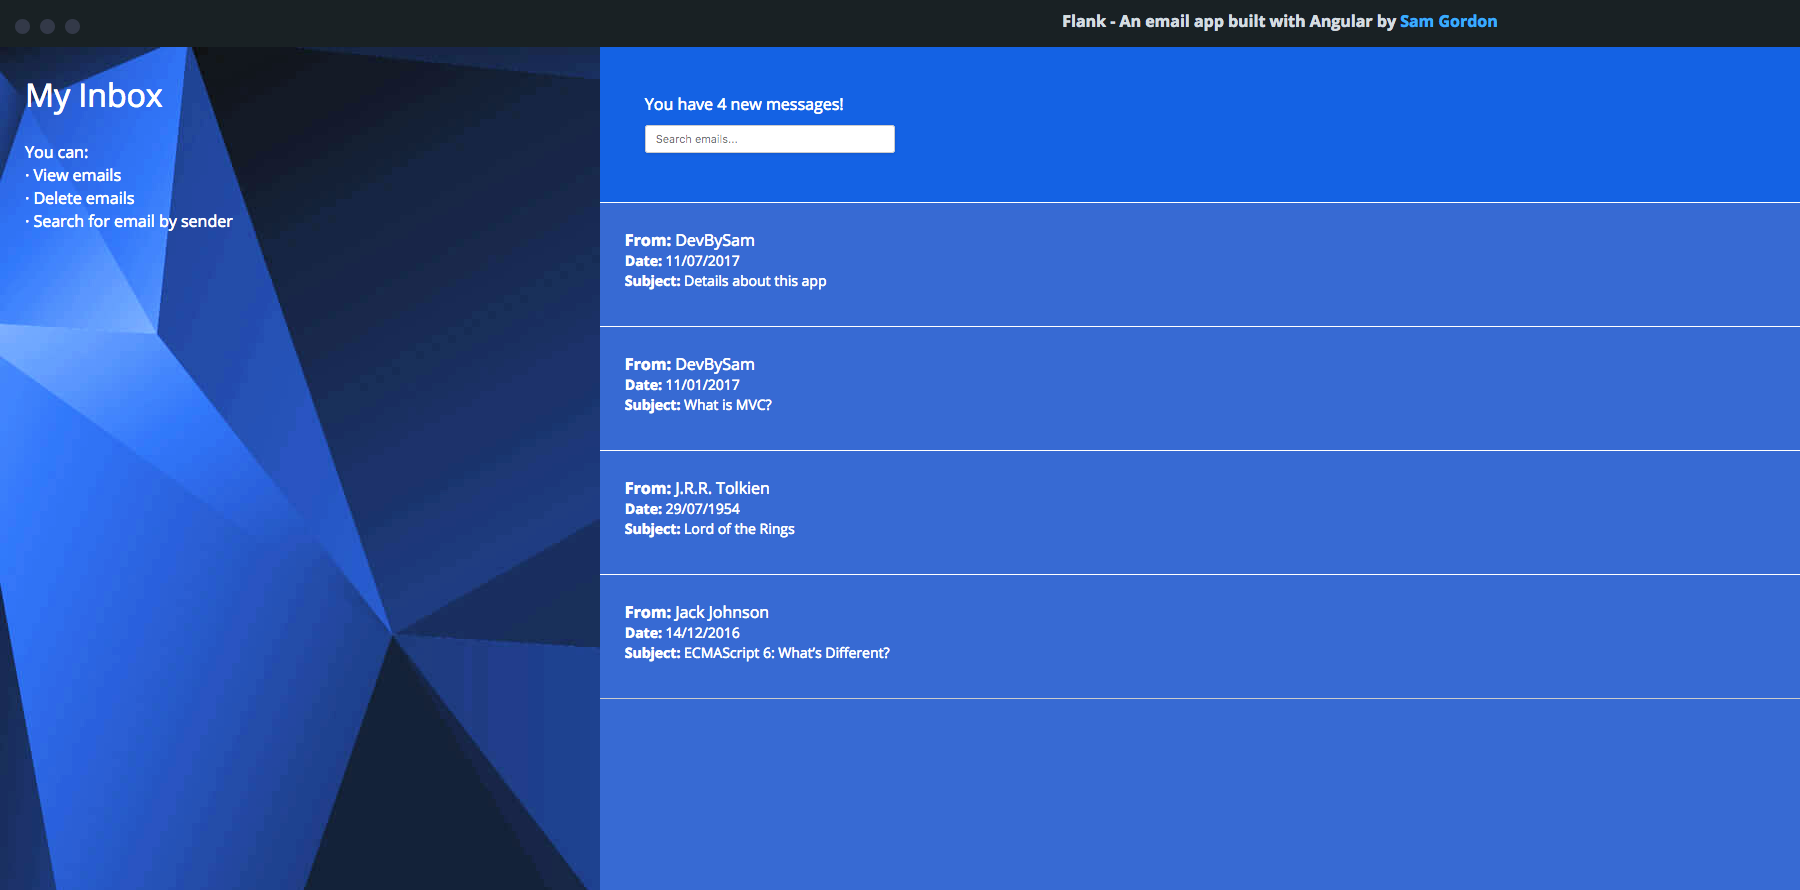 Flank - An email app built with Angular by Sam Gordon
My Inbox
You can:
· View emails
· Delete emails
· Search for email by sender
You have 4 new messages!
Search emails...
From: DevBySam
Date: 11/07/2017
Subject: Details about this app
From: DevBySam
Date: 11/01/2017
Subject: What is MVC?
From: J.R.R. Tolkien
Date: 29/07/1954
Subject: Lord of the Rings
From: Jack Johnson
Date: 14/12/2016
Subject: ECMAScript 6: What's Different?